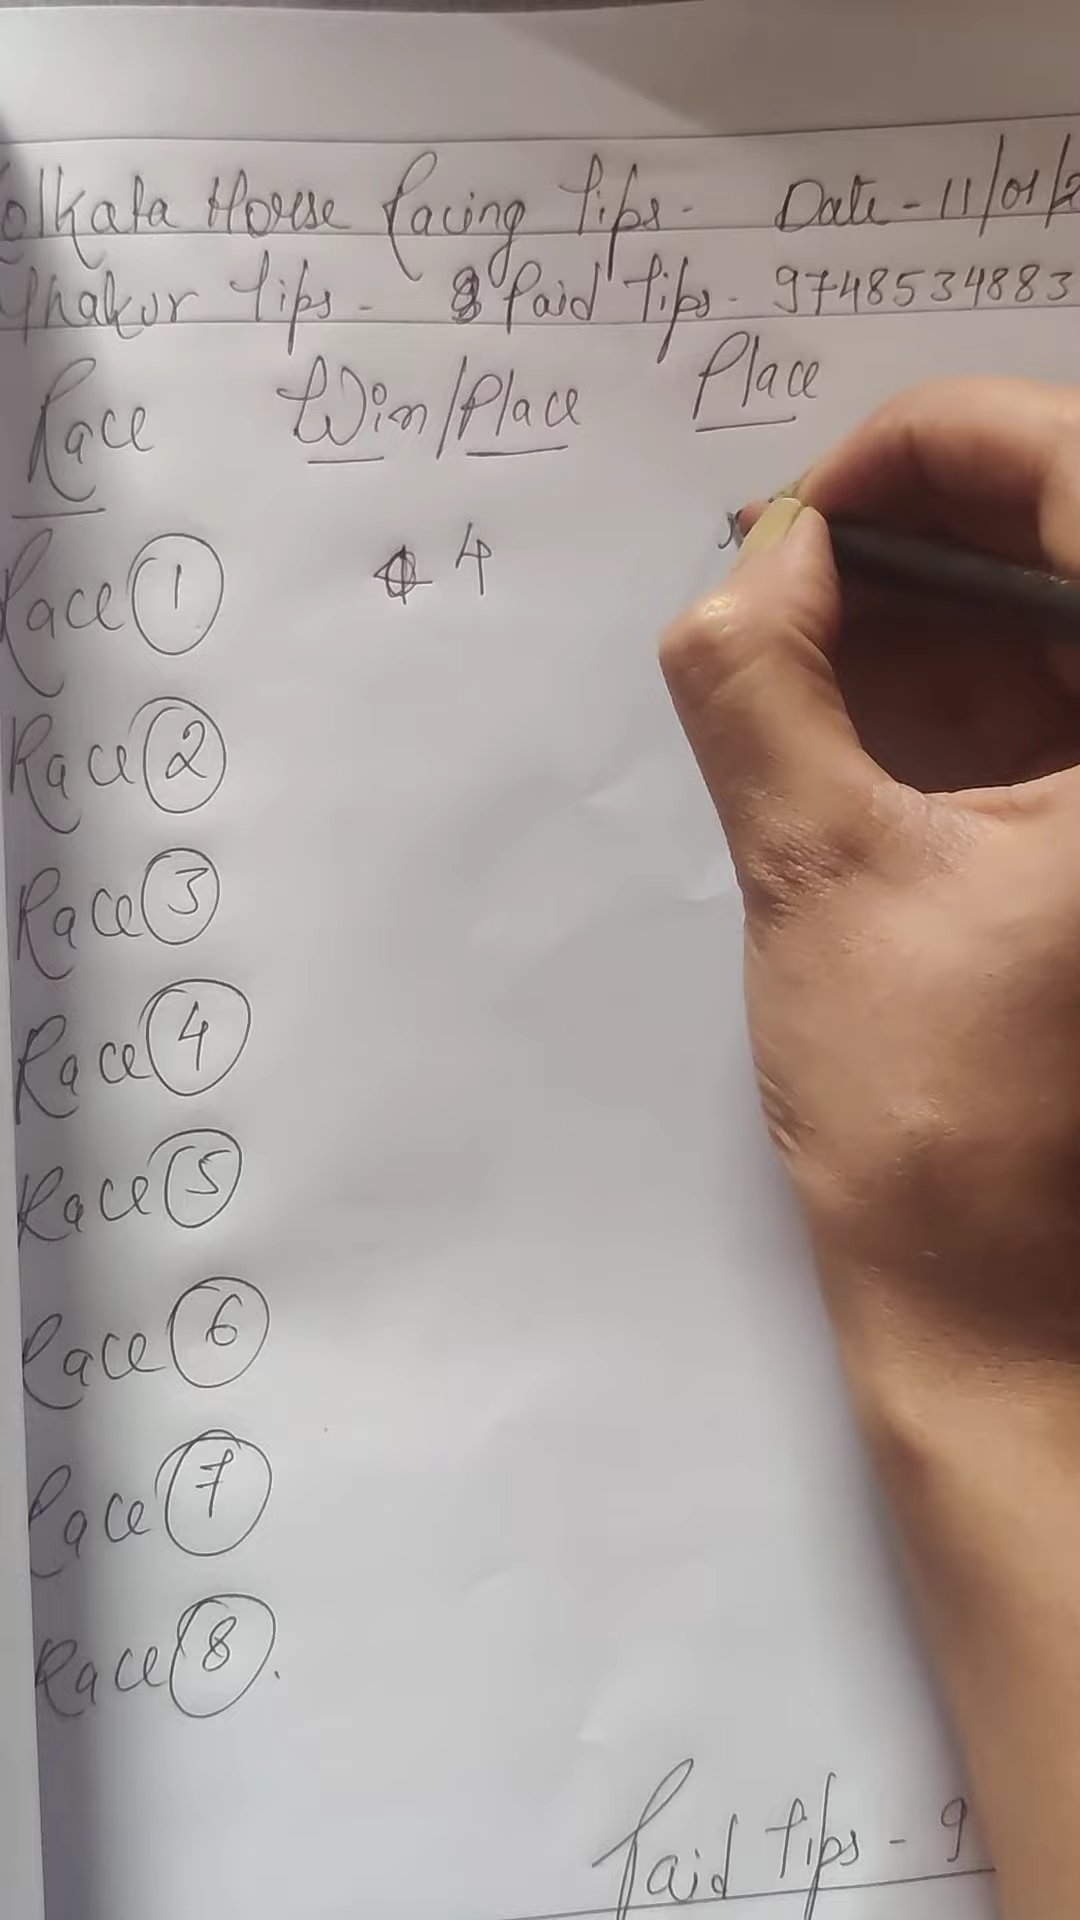 olkata Horse Racing Tips - Date - 11/01/2
Thakur Tips - Paid Tips - 9748534883
Race Win/Place Place
Race 1 4
Race 2
Race 3
Race 4
Race 5
Race 6
Race 7
Race 8.
Paid Tips - 9